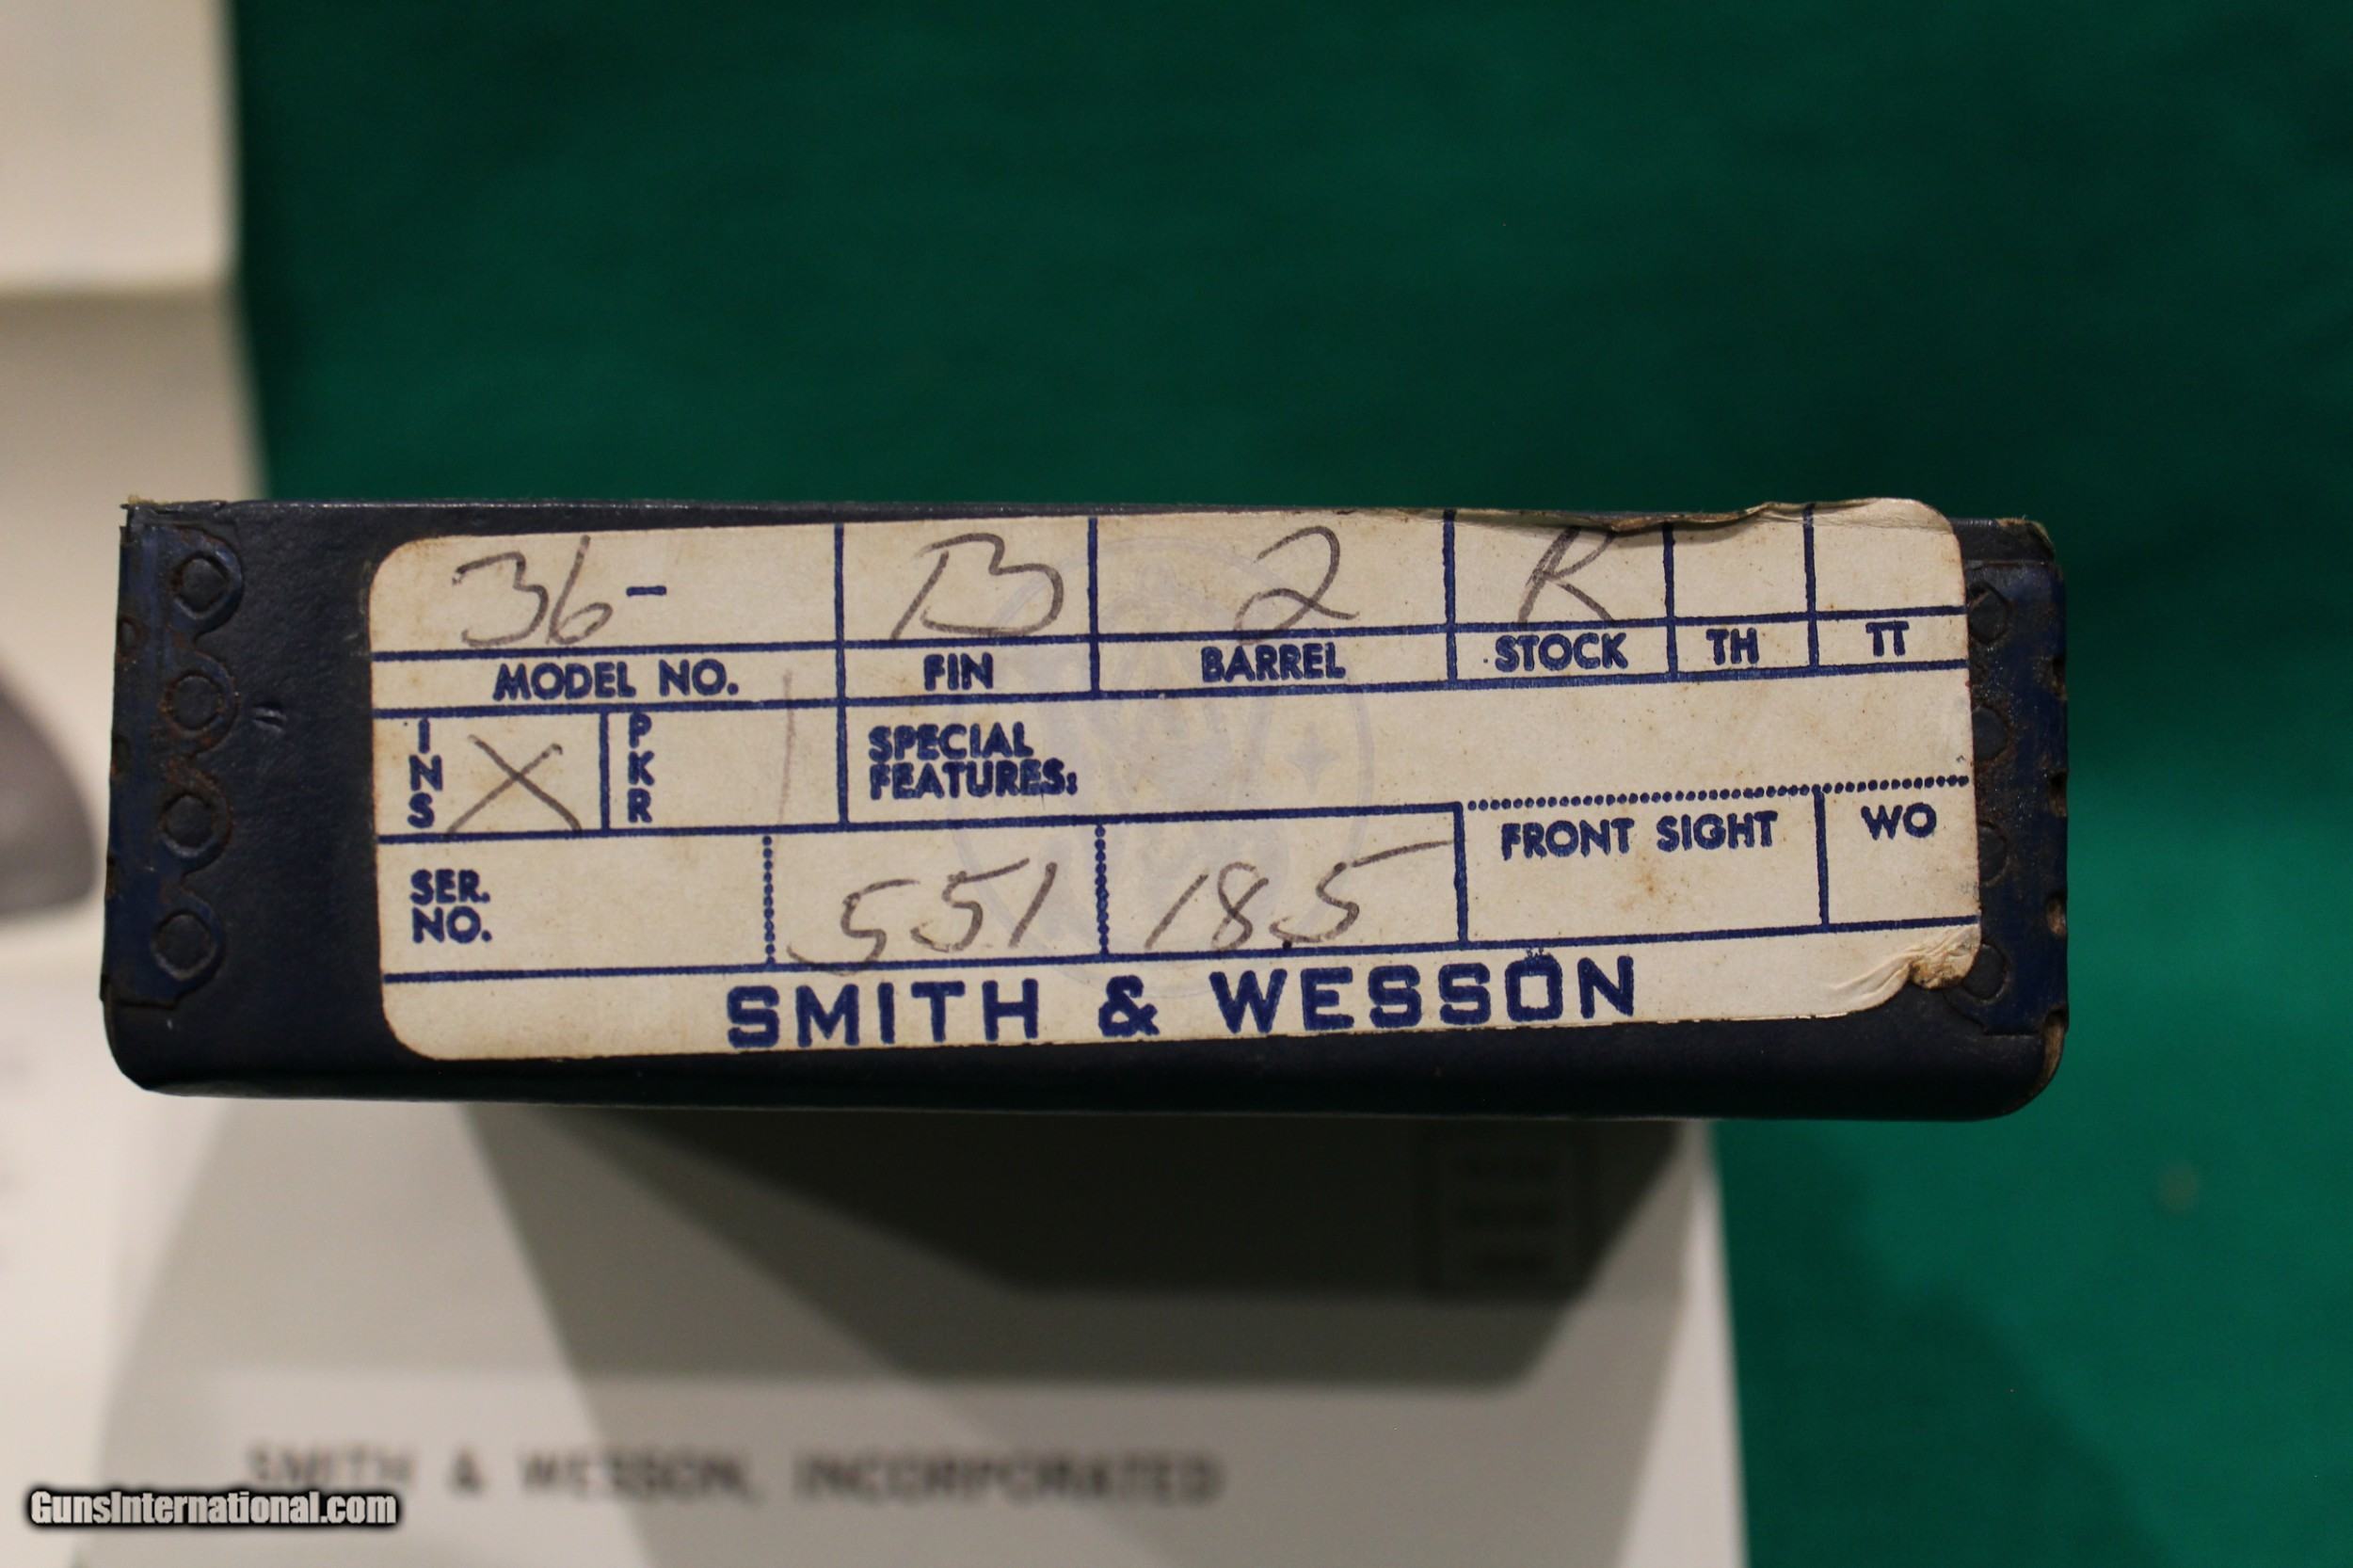 36- B 2 R
MODEL NO. FIN BARREL STOCK TH TT
INS X PKR SPECIAL FEATURES:
FRONT SIGHT WO
SER. NO. 551 185
SMITH & WESSON
SMITH & WESSON, INCORPORATED
GunsInternational.com